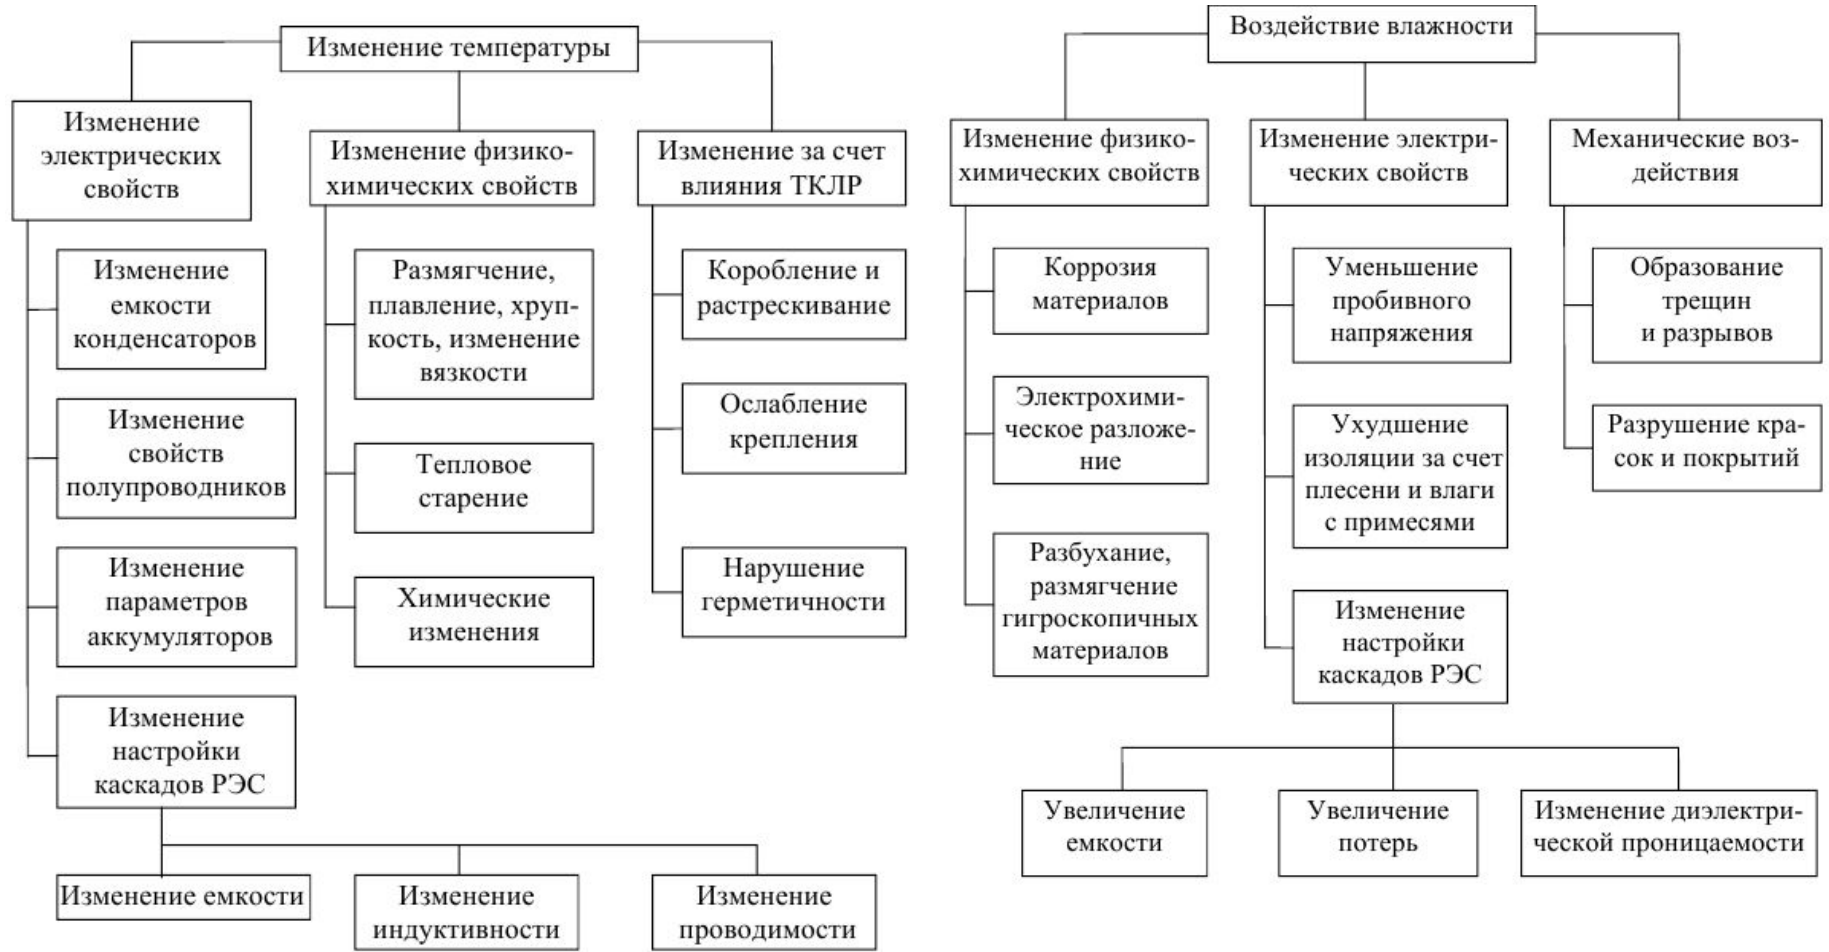 Изменение температуры
Изменение
электрических
свойств
Изменение
емкости
конденсаторов
Изменение
свойств
полупроводников
Изменение
параметров
аккумуляторов
Изменение
настройки
каскадов РЭС
Изменение емкости
Изменение
индуктивности
Изменение
проводимости
Изменение физико-
химических свойств
Размягчение,
плавление, хруп-
кость, изменение
вязкости
Тепловое
старение
Химические
изменения
Изменение за счет
влияния ТКЛР
Коробление и
растрескивание
Ослабление
крепления
Нарушение
герметичности
Воздействие влажности
Изменение физико-
химических свойств
Коррозия
материалов
Электрохими-
ческое разложе-
ние
Разбухание,
размягчение
гигроскопичных
материалов
Изменение электри-
ческих свойств
Уменьшение
пробивного
напряжения
Ухудшение
изоляции за счет
плесени и влаги
с примесями
Изменение
настройки
каскадов РЭС
Увеличение
емкости
Увеличение
потерь
Изменение диэлектри-
ческой проницаемости
Механические воз-
действия
Образование
трещин
и разрывов
Разрушение кра-
сок и покрытий